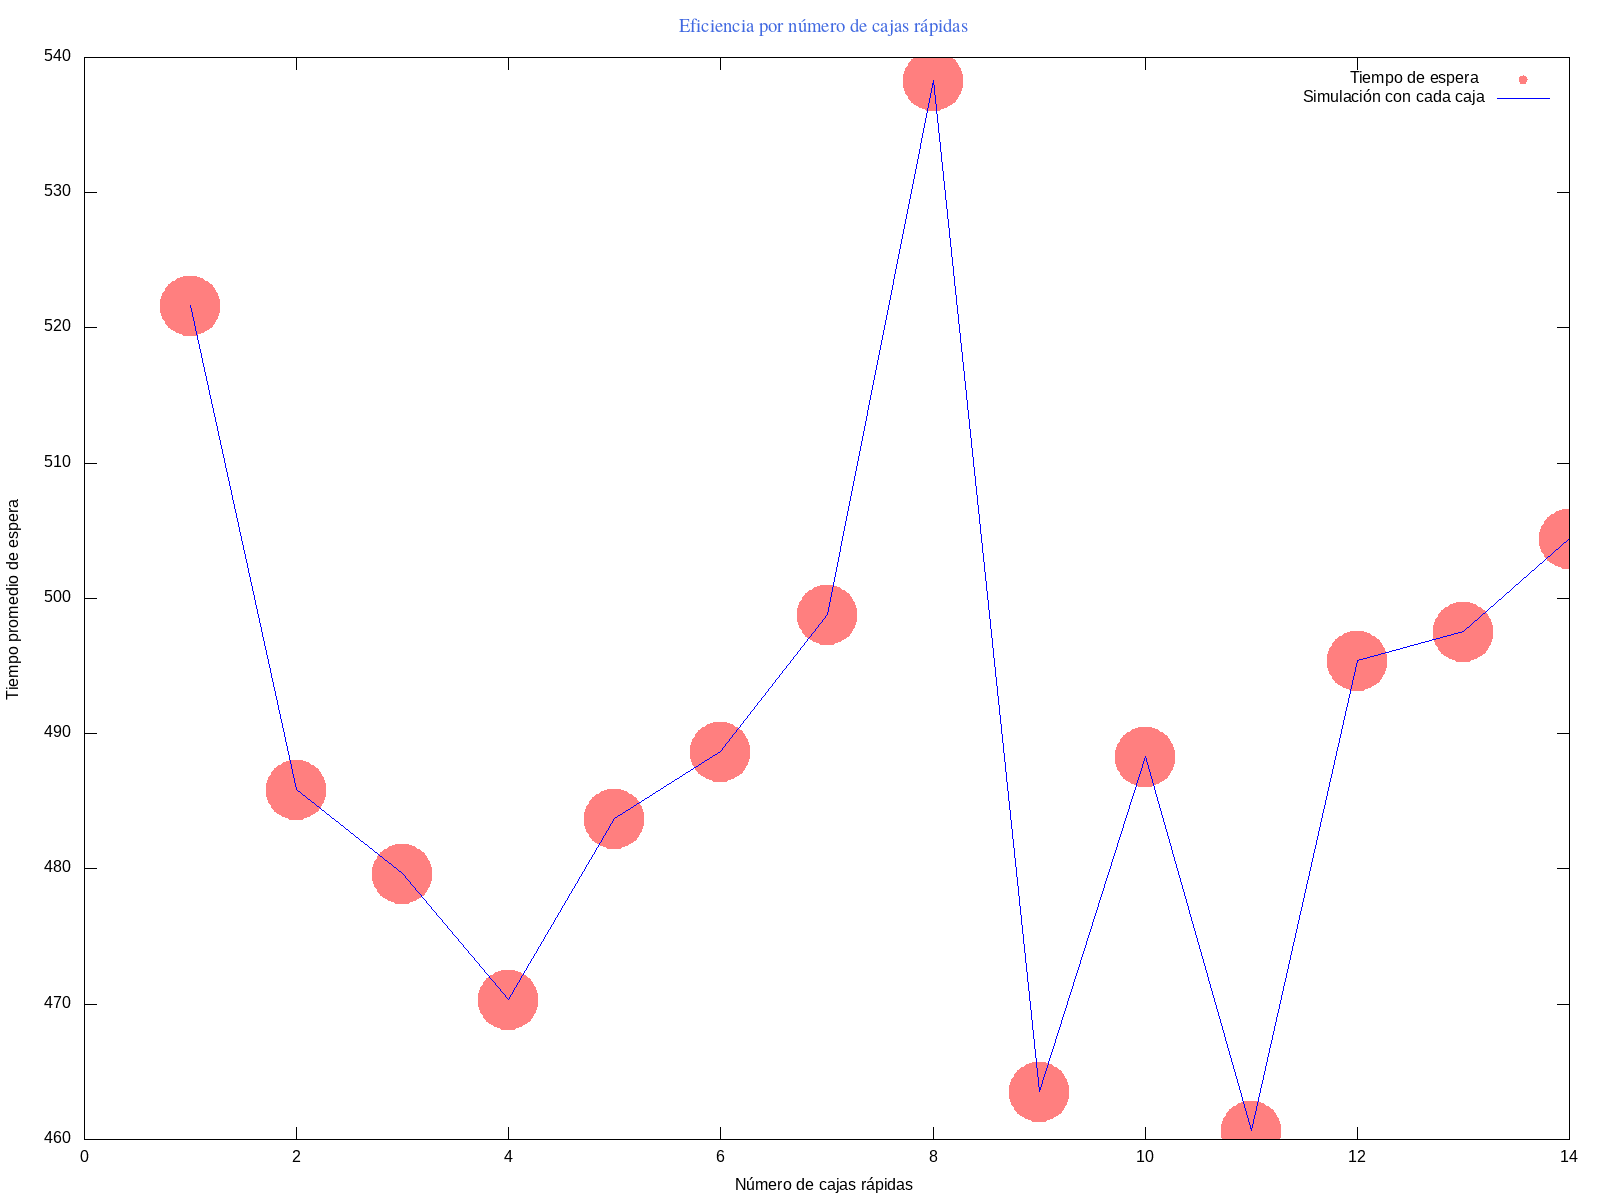 Eficiencia por número de cajas rápidas
Tiempo de espera
Simulación con cada caja
540
530
520
510
500
490
480
470
460
Tiempo promedio de espera
0 2 4 6 8 10 12 14
Número de cajas rápidas